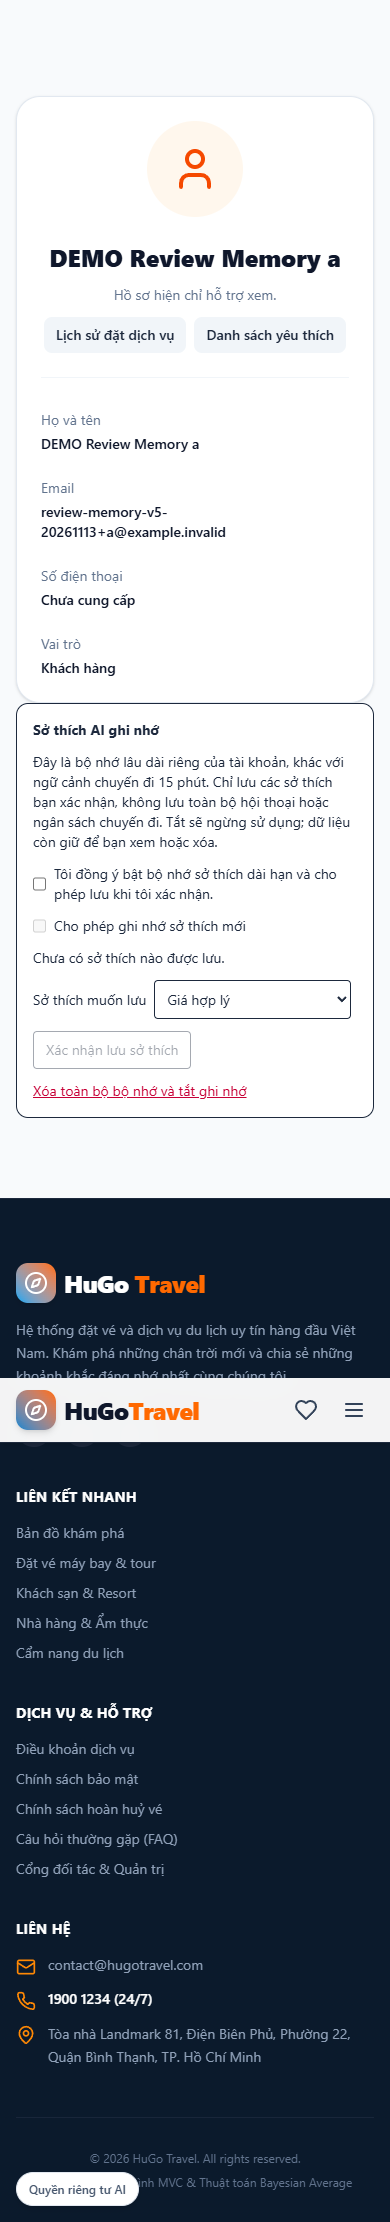 DEMO Review Memory a
Hồ sơ hiện chỉ hỗ trợ xem.
Lịch sử đặt dịch vụ
Danh sách yêu thích
Họ và tên
DEMO Review Memory a
Email
review-memory-v5-
20261113+a@example.invalid
Số điện thoại
Chưa cung cấp
Vai trò
Khách hàng
Sở thích AI ghi nhớ
Đây là bộ nhớ lâu dài riêng của tài khoản, khác với
ngữ cảnh chuyến đi 15 phút. Chỉ lưu các sở thích
bạn xác nhận, không lưu toàn bộ hội thoại hoặc
ngân sách chuyến đi. Tắt sẽ ngừng sử dụng; dữ liệu
còn giữ để bạn xem hoặc xóa.
Tôi đồng ý bật bộ nhớ sở thích dài hạn và cho
phép lưu khi tôi xác nhận.
Cho phép ghi nhớ sở thích mới
Chưa có sở thích nào được lưu.
Sở thích muốn lưu
Giá hợp lý
Xác nhận lưu sở thích
Xóa toàn bộ bộ nhớ và tắt ghi nhớ
HuGo Travel
Hệ thống đặt vé và dịch vụ du lịch uy tín hàng đầu Việt
Nam. Khám phá những chân trời mới và chia sẻ những
khoảnh khắc đáng nhớ nhất cùng chúng tôi.
HuGoTravel
LIÊN KẾT NHANH
Bản đồ khám phá
Đặt vé máy bay & tour
Khách sạn & Resort
Nhà hàng & Ẩm thực
Cẩm nang du lịch
DỊCH VỤ & HỖ TRỢ
Điều khoản dịch vụ
Chính sách bảo mật
Chính sách hoàn huỷ vé
Câu hỏi thường gặp (FAQ)
Cổng đối tác & Quản trị
LIÊN HỆ
contact@hugotravel.com
1900 1234 (24/7)
Tòa nhà Landmark 81, Điện Biên Phủ, Phường 22,
Quận Bình Thạnh, TP. Hồ Chí Minh
© 2026 HuGo Travel. All rights reserved.
MVC & Thuật toán Bayesian Average
Quyền riêng tư AI